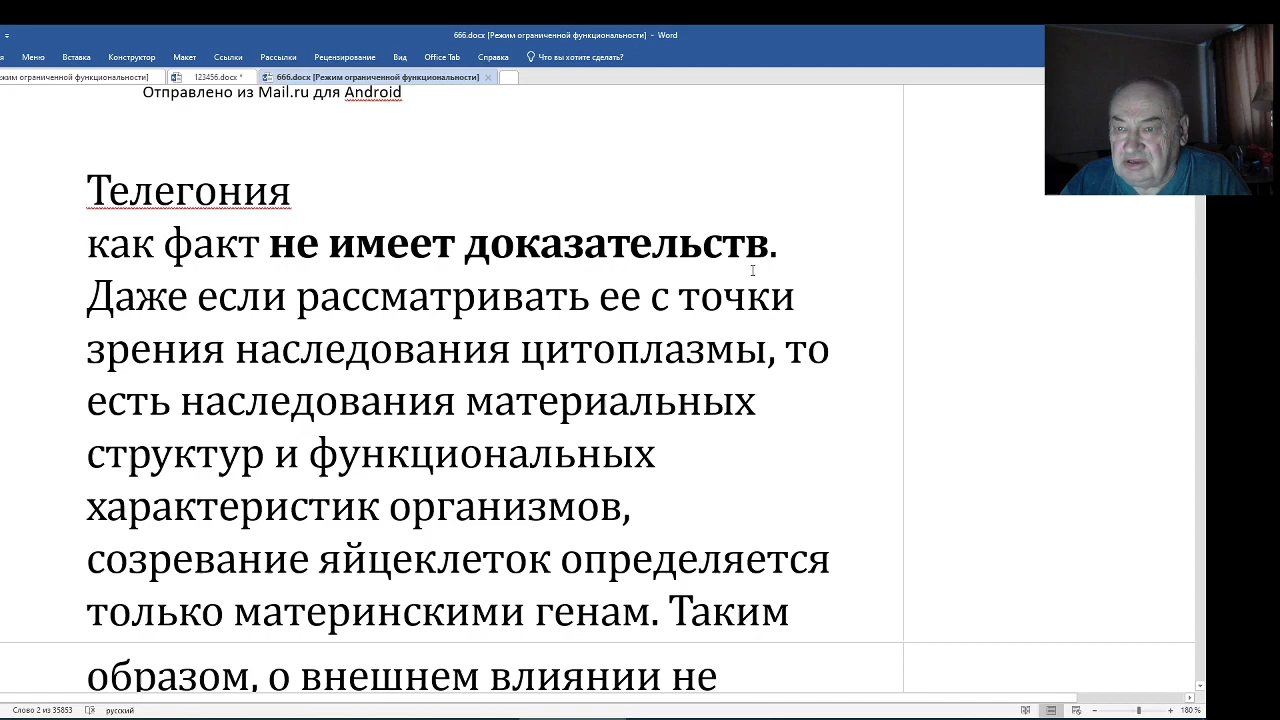 666.docx [Режим ограниченной функциональности] - Word
Меню Вставка Конструктор Макет Ссылки Рассылки Рецензирование Вид Office Tab Справка Что вы хотите сделать?
жим ограниченной функциональности] 123456.docx * 666.docx [Режим ограниченной функциональности]
Отправлено из Mail.ru для Android
Телегония
как факт не имеет доказательств.
Даже если рассматривать ее с точки
зрения наследования цитоплазмы, то
есть наследования материальных
структур и функциональных
характеристик организмов,
созревание яйцеклеток определяется
только материнскими генам. Таким
образом, о внешнем влиянии не
Слово 2 из 35853 русский 180 %